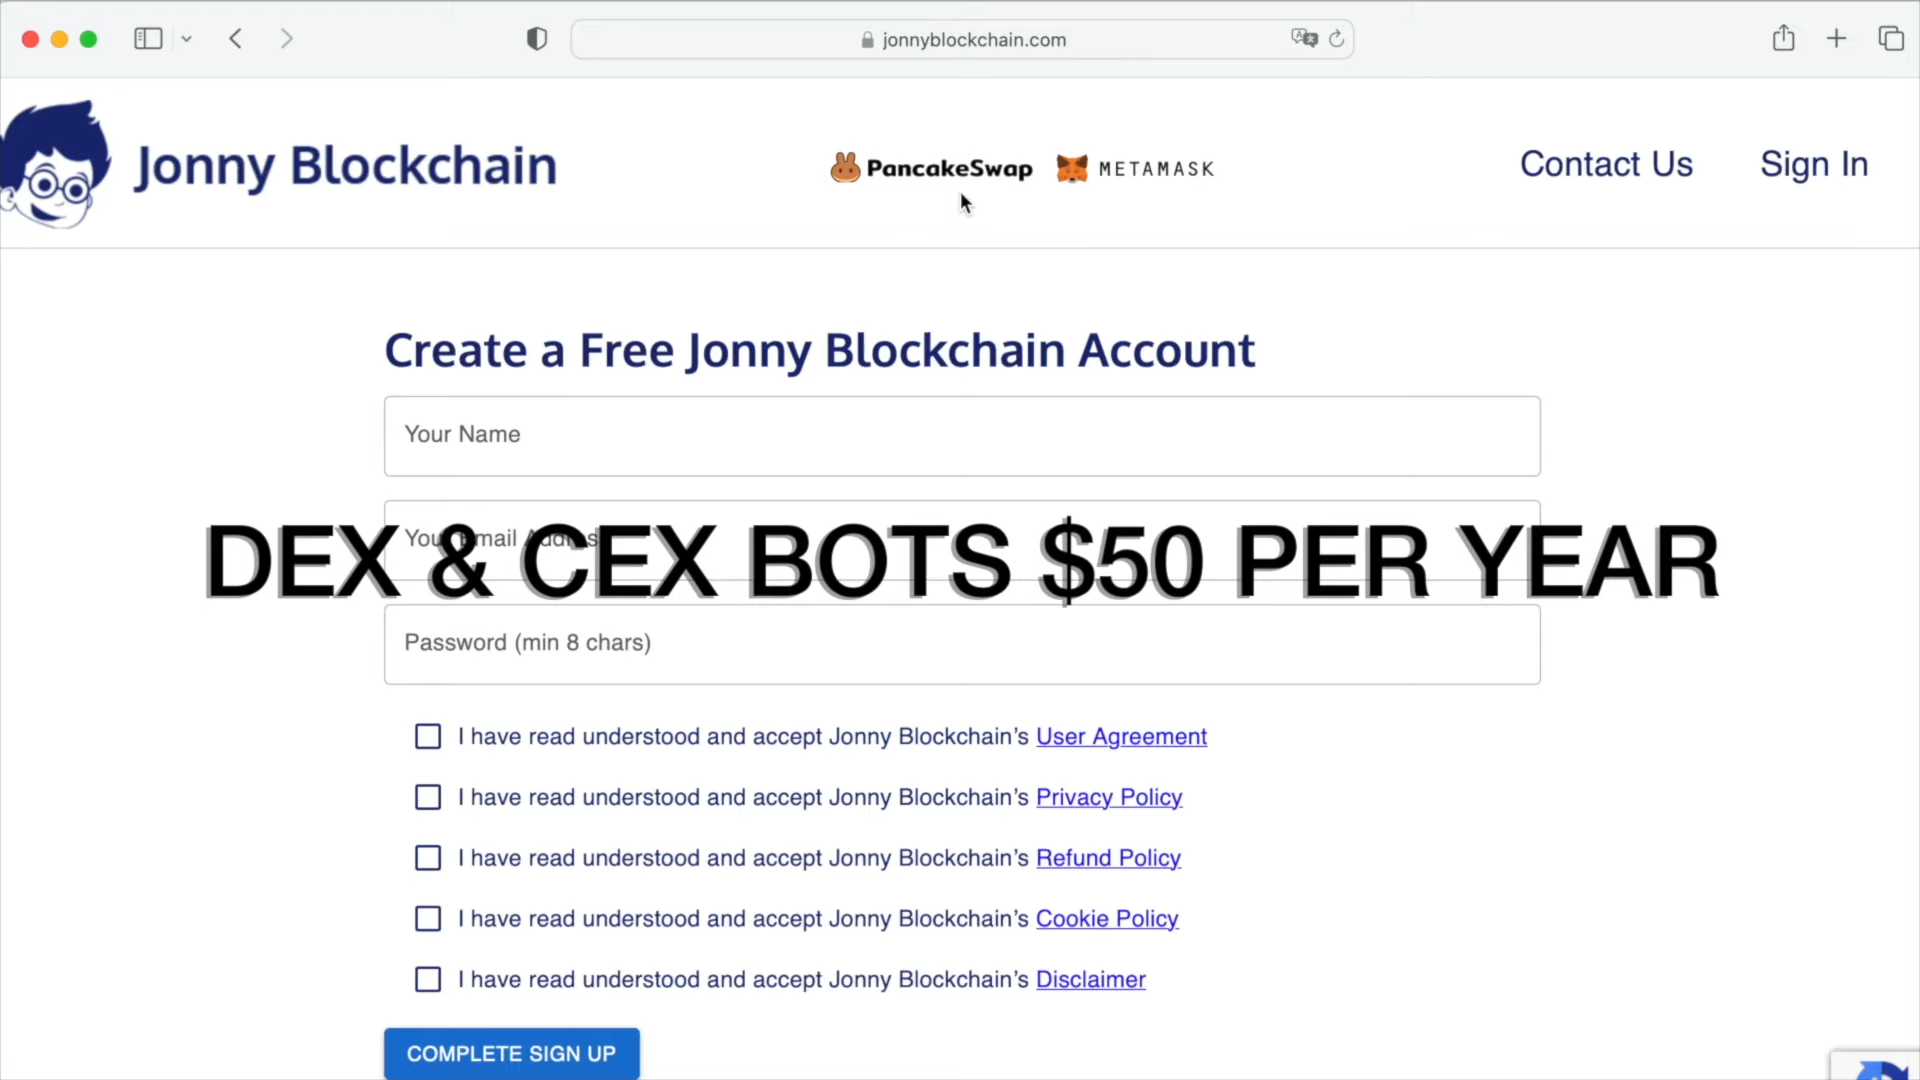 jonnyblockchain.com
Jonny Blockchain
PancakeSwap
METAMASK
Contact Us
Sign In
Create a Free Jonny Blockchain Account
Your Name
Your Email Address
DEX & CEX BOTS $50 PER YEAR
Password (min 8 chars)
I have read understood and accept Jonny Blockchain’s User Agreement
I have read understood and accept Jonny Blockchain’s Privacy Policy
I have read understood and accept Jonny Blockchain’s Refund Policy
I have read understood and accept Jonny Blockchain’s Cookie Policy
I have read understood and accept Jonny Blockchain’s Disclaimer
COMPLETE SIGN UP